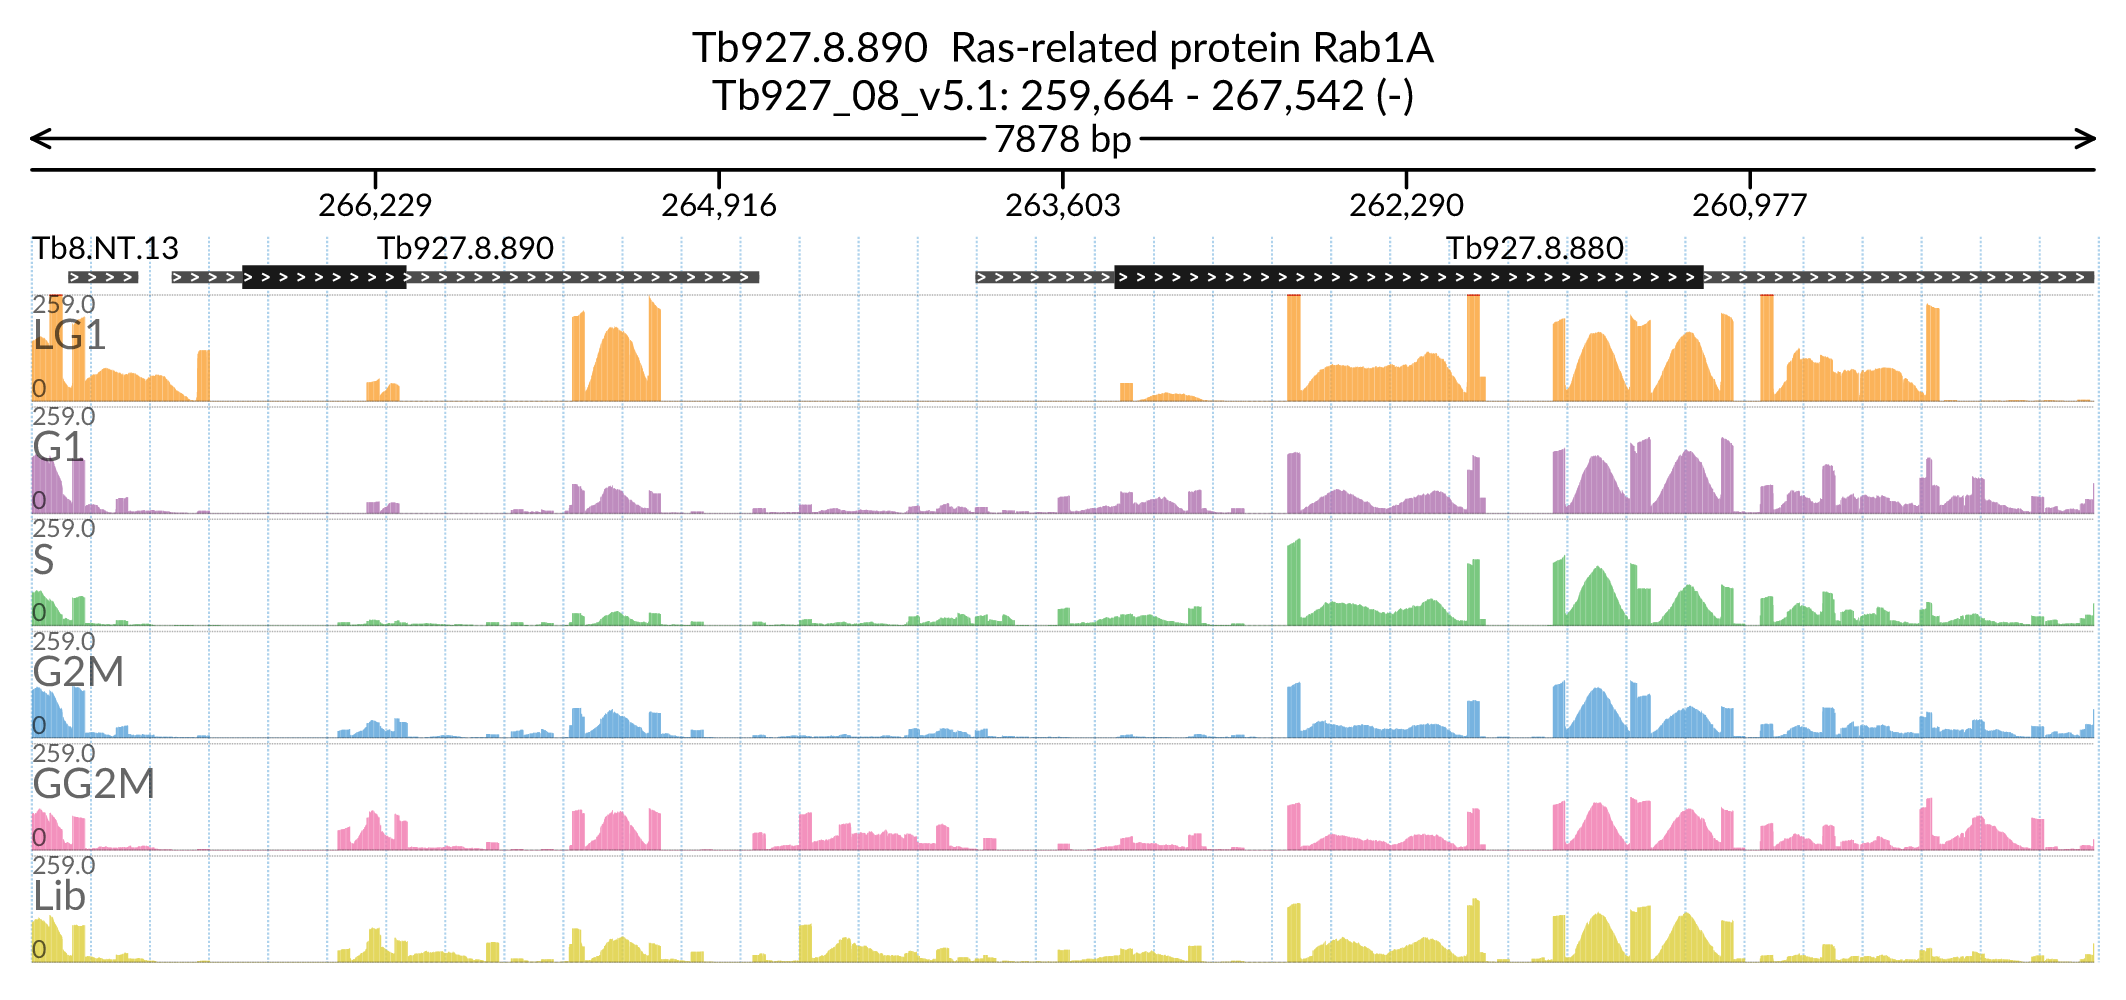 Tb927.8.890  Ras-related protein Rab1A
Tb927_08_v5.1: 259,664 - 267,542 (-)
7878 bp
266,229 264,916 263,603 262,290 260,977
Tb8.NT.13 Tb927.8.890 Tb927.8.880
259.0
LG1
0
259.0
G1
0
259.0
S
0
259.0
G2M
0
259.0
GG2M
0
259.0
Lib
0